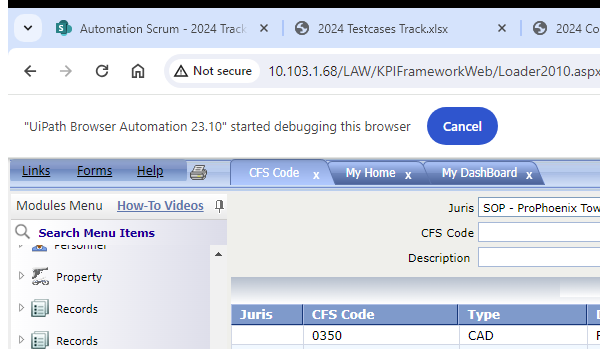 Automation Scrum - 2024 Track
2024 Testcases Track.xlsx
2024 Co
Not secure
10.103.1.68/LAW/KPIFrameworkWeb/Loader2010.aspx
"UiPath Browser Automation 23.10" started debugging this browser
Cancel
Links Forms Help
CFS Code x My Home x My DashBoard x
Modules Menu How-To Videos
Search Menu Items
Personnel
Property
Records
Records
Juris SOP - ProPhoenix Tow
CFS Code
Description
Juris CFS Code Type
0350 CAD